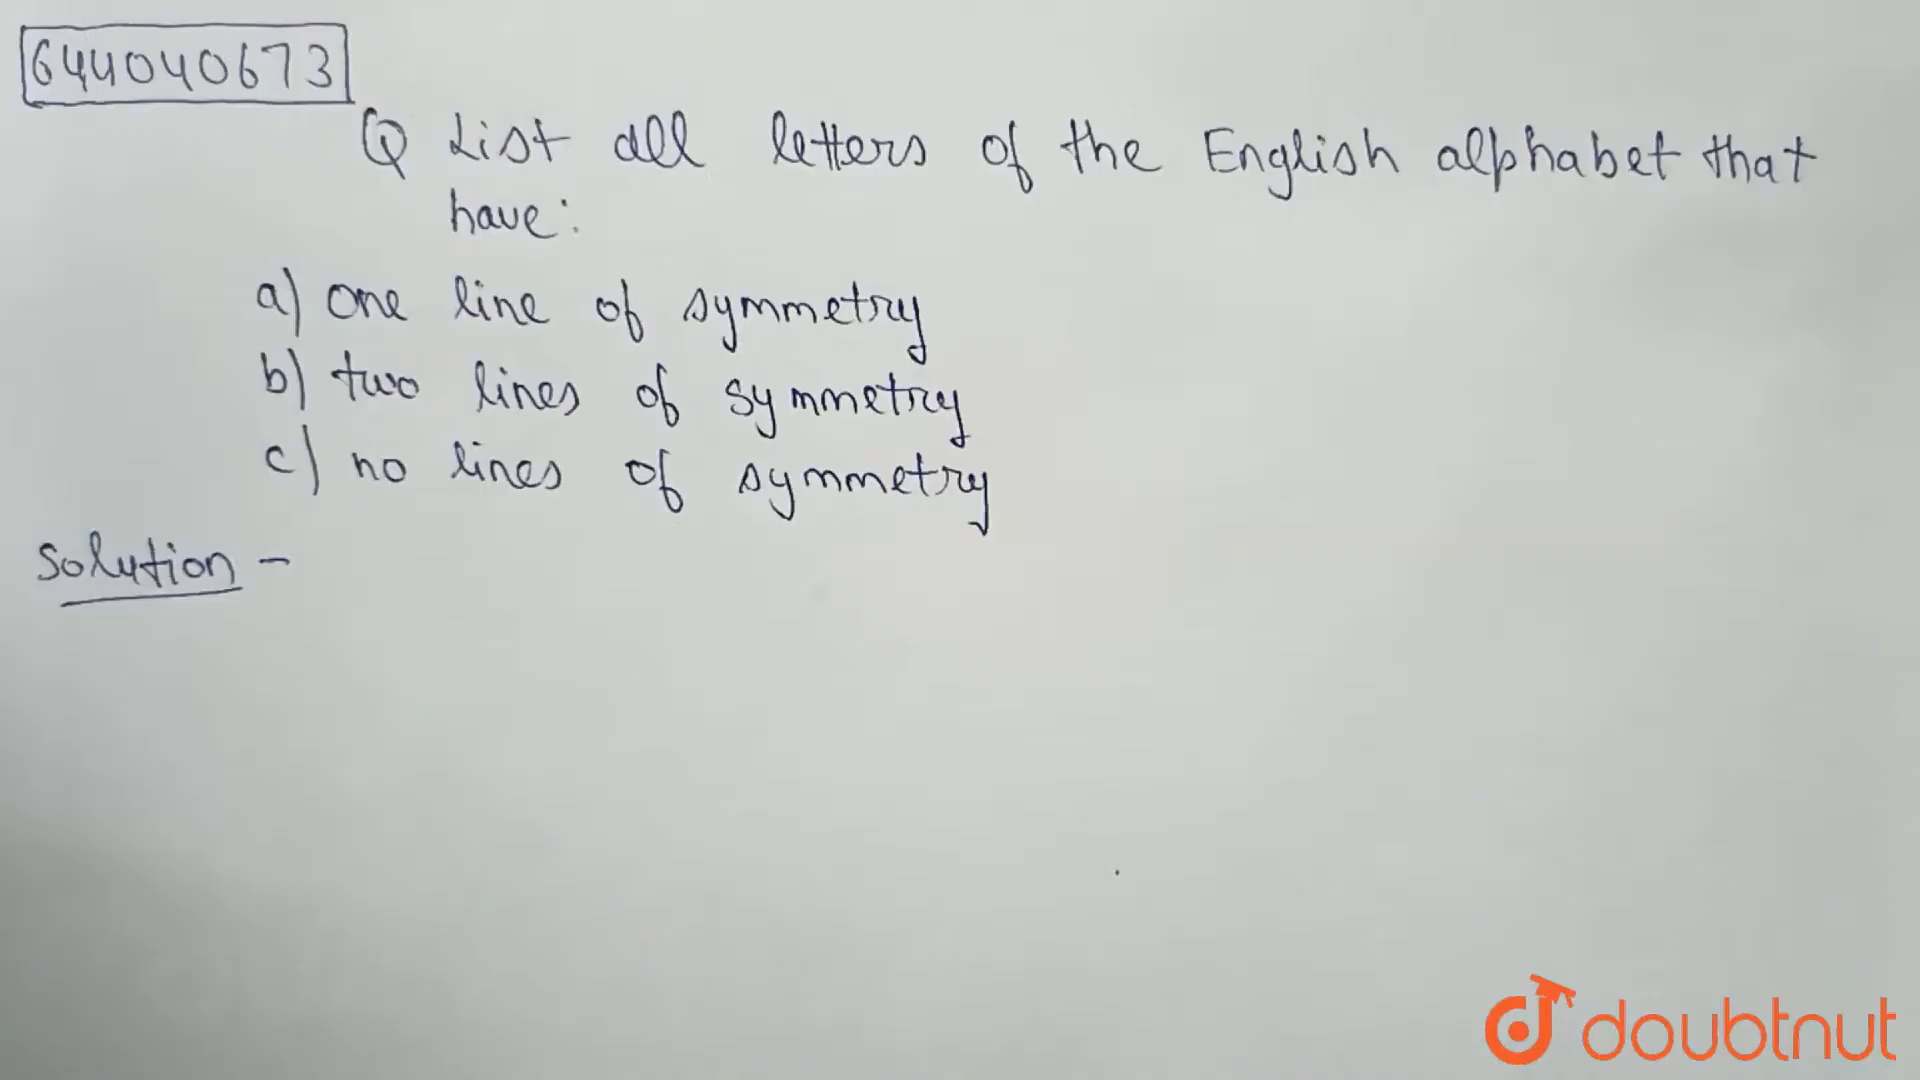 644040673
Q List all letters of the English alphabet that
have:
a) one line of symmetry
b) two lines of symmetry
c) no lines of symmetry
Solution -
doubtnut